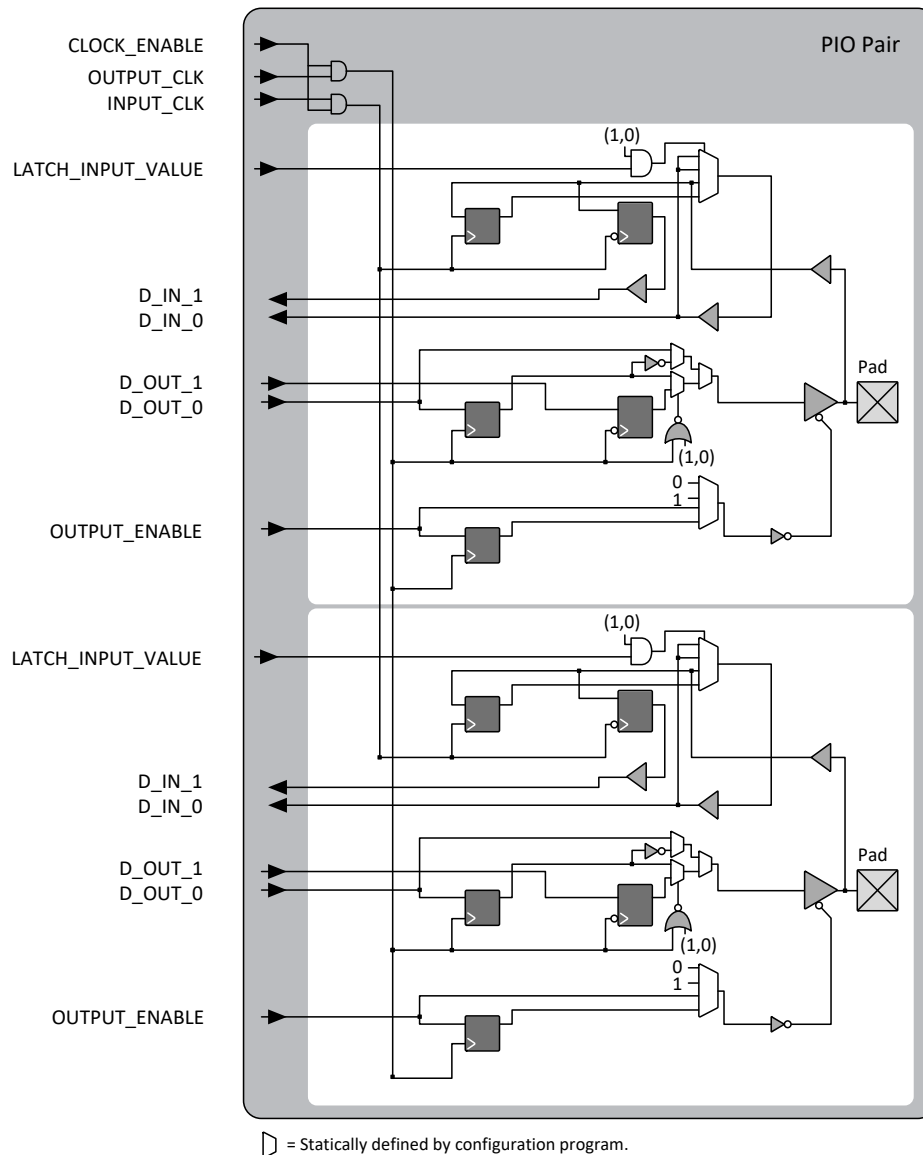 PIO Pair
CLOCK_ENABLE
OUTPUT_CLK
INPUT_CLK
(1,0)
LATCH_INPUT_VALUE
D_IN_1
D_IN_0
D_OUT_1
D_OUT_0
Pad
(1,0)
0
1
OUTPUT_ENABLE
(1,0)
LATCH_INPUT_VALUE
D_IN_1
D_IN_0
D_OUT_1
D_OUT_0
Pad
(1,0)
0
1
OUTPUT_ENABLE
= Statically defined by configuration program.